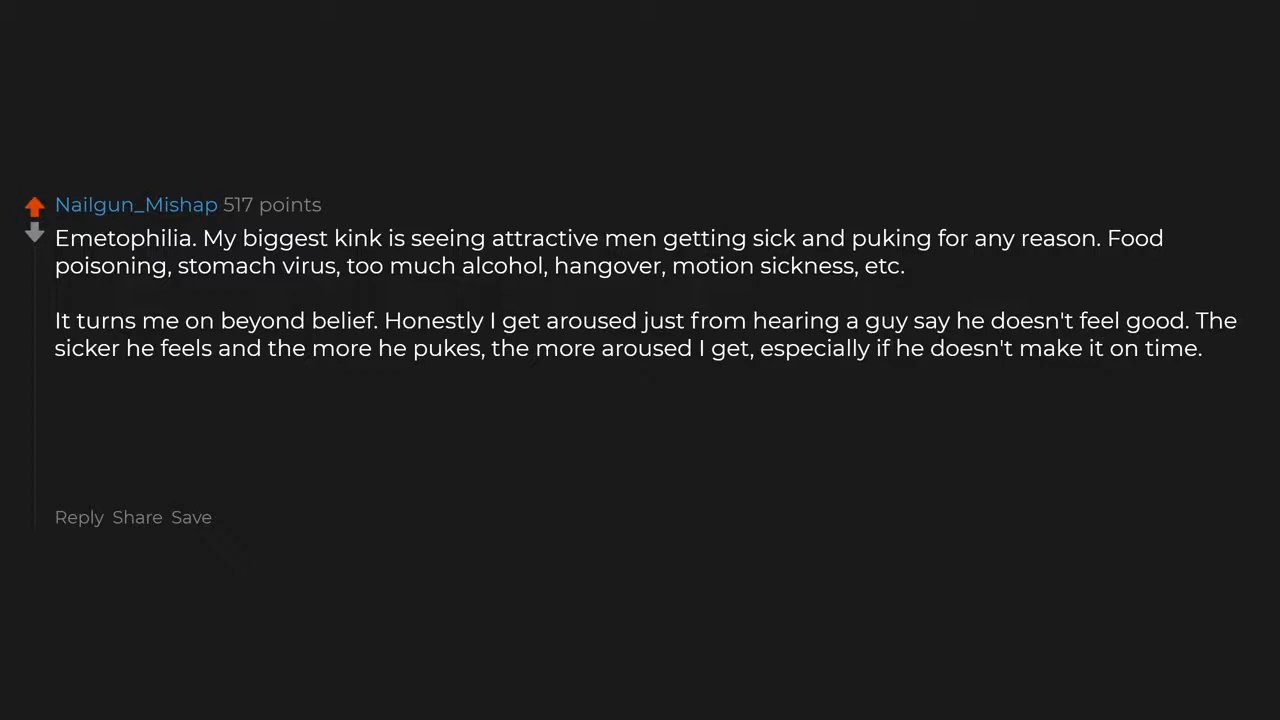 Nailgun_Mishap 517 points
Emetophilia. My biggest kink is seeing attractive men getting sick and puking for any reason. Food
poisoning, stomach virus, too much alcohol, hangover, motion sickness, etc.
It turns me on beyond belief. Honestly I get aroused just from hearing a guy say he doesn't feel good. The
sicker he feels and the more he pukes, the more aroused I get, especially if he doesn't make it on time.
Reply Share Save